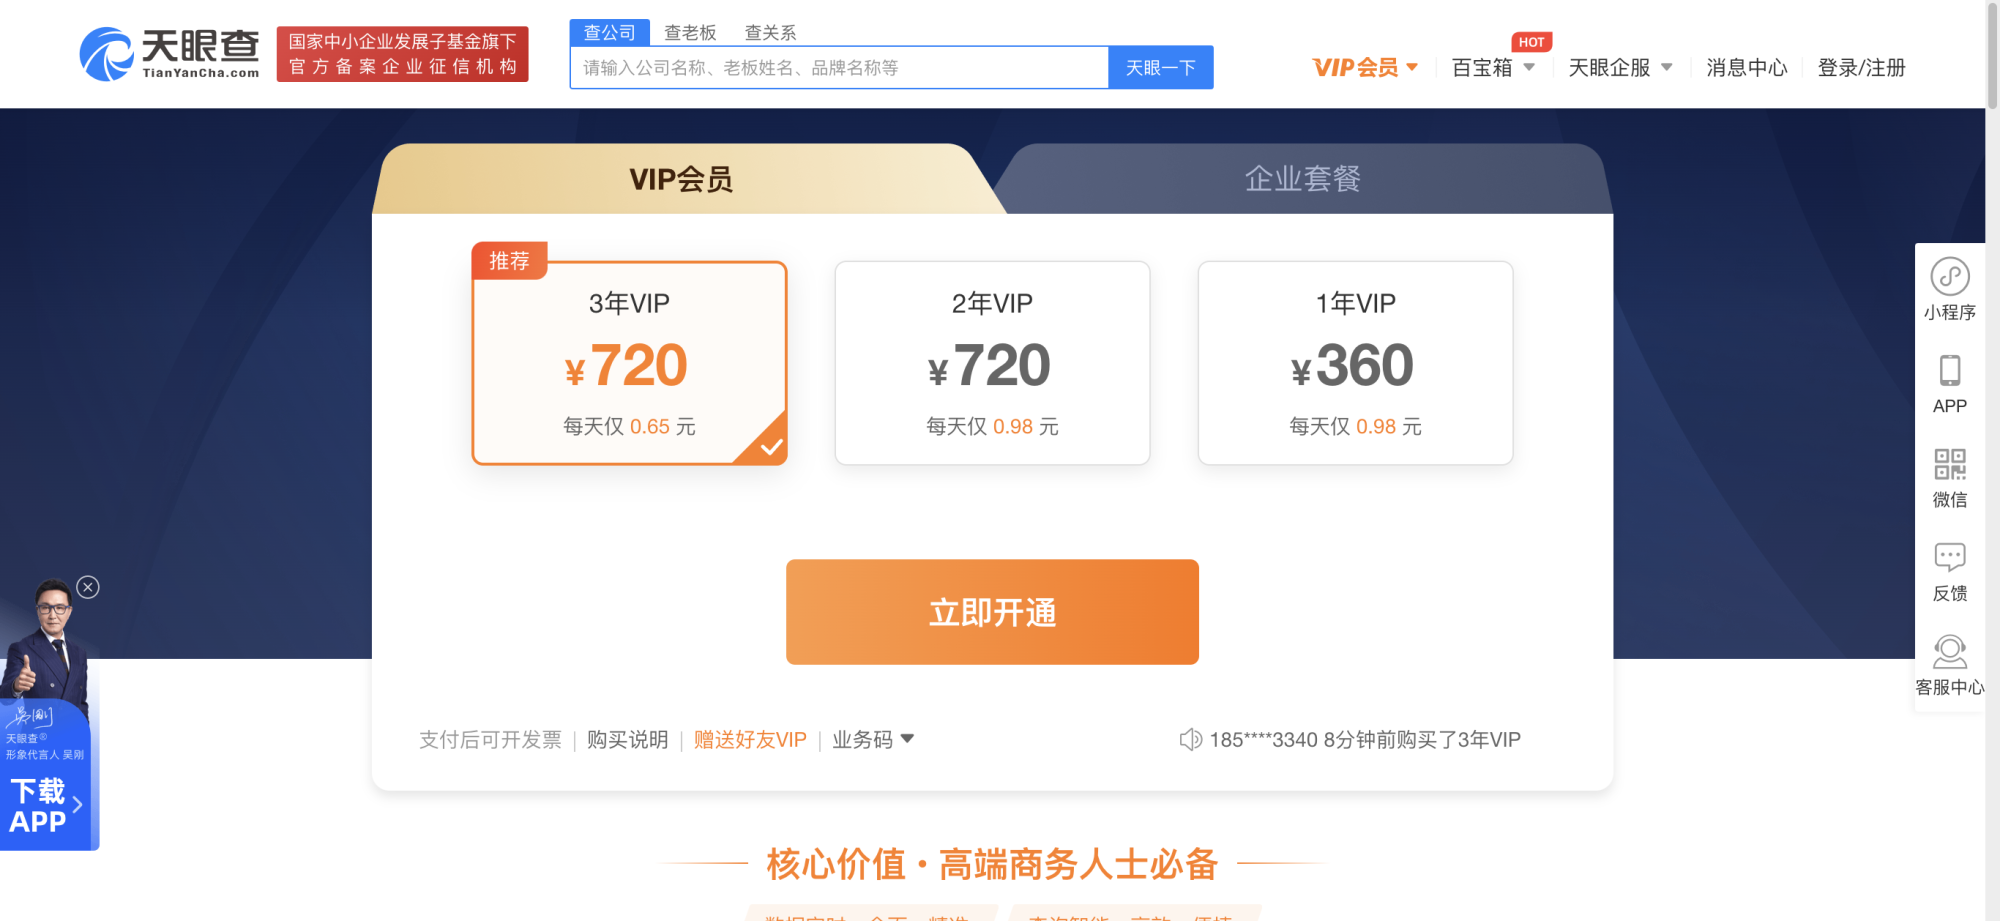 天眼查
TianYanCha.com
国家中小企业发展子基金旗下
官方备案企业征信机构
查公司
查老板
查关系
请输入公司名称、老板姓名、品牌名称等
天眼一下
VIP会员
百宝箱
HOT
天眼企服
消息中心
登录/注册
VIP会员
企业套餐
推荐
3年VIP
¥720
每天仅 0.65 元
2年VIP
¥720
每天仅 0.98 元
1年VIP
¥360
每天仅 0.98 元
立即开通
支付后可开发票 | 购买说明 | 赠送好友VIP | 业务码
185****3340 8分钟前购买了3年VIP
小程序
APP
微信
反馈
客服中心
吴刚
天眼查®
形象代言人 吴刚
下载
APP
核心价值·高端商务人士必备